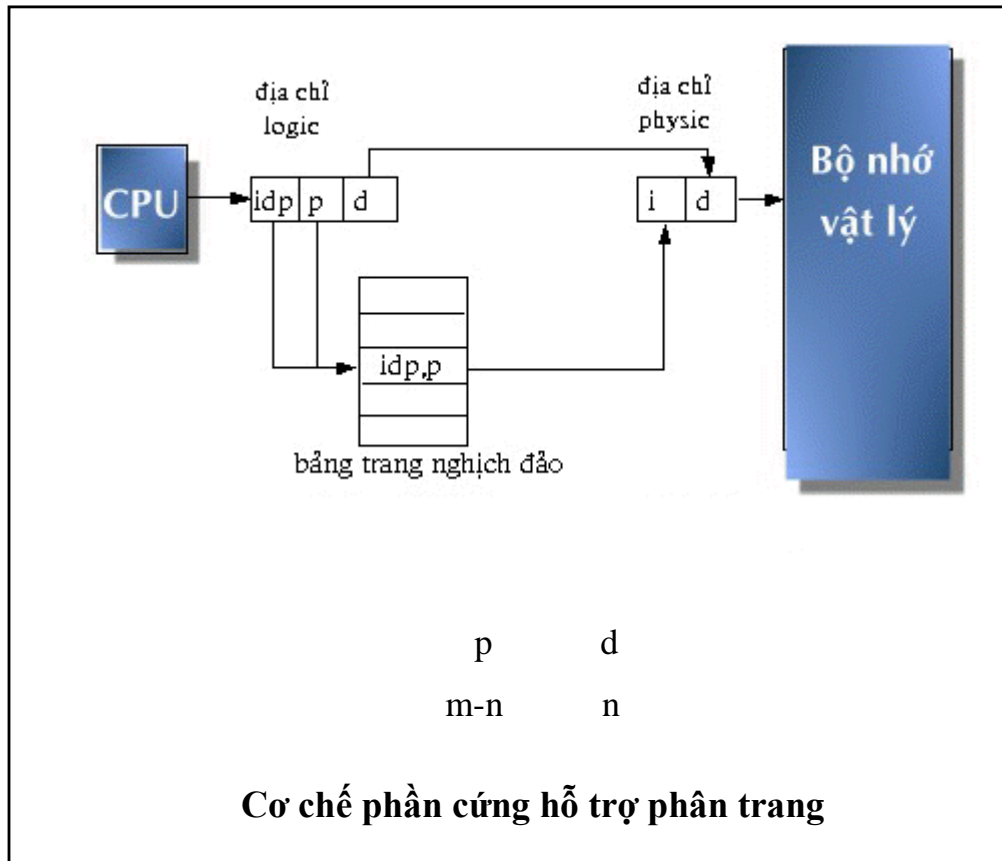 địa chỉ
logic
địa chỉ
physic
CPU
idp p d
i d
Bộ nhớ
vật lý
idp,p
bảng trang nghịch đảo
p d
m-n n
Cơ chế phần cứng hỗ trợ phân trang